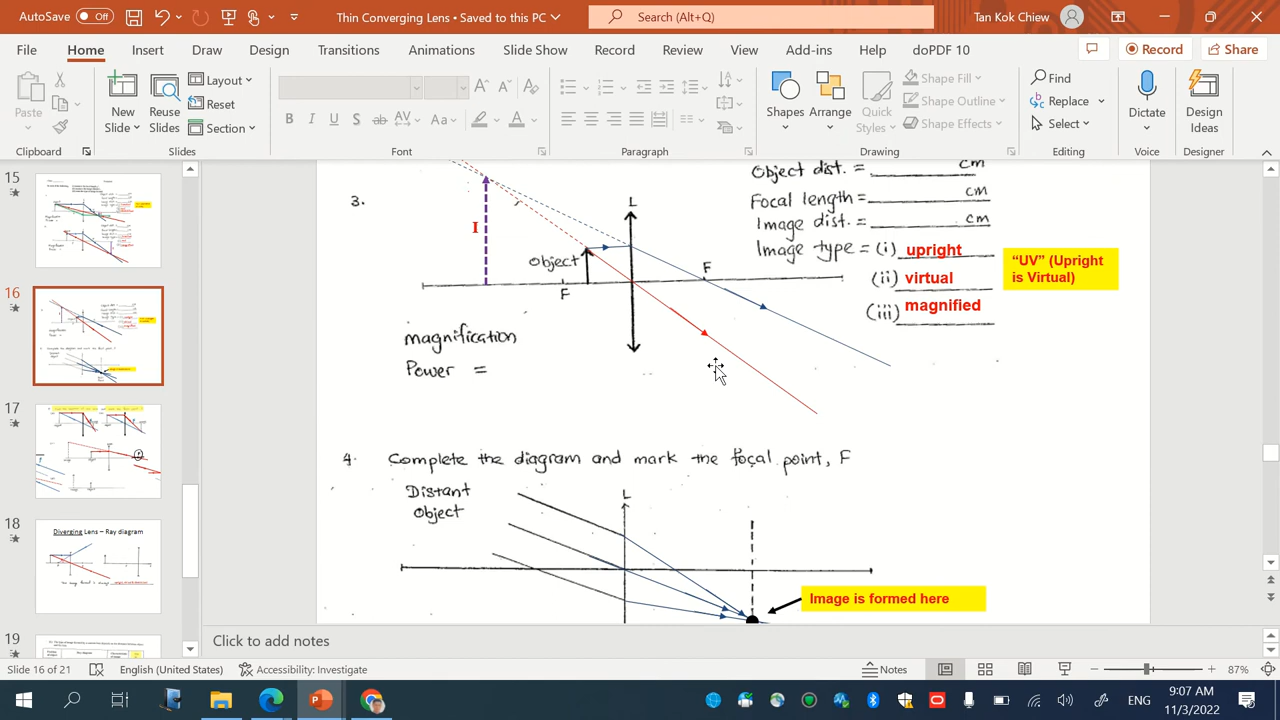 AutoSave Off Thin Converging Lens • Saved to this PC Search (Alt+Q) Tan Kok Chiew
File Home Insert Draw Design Transitions Animations Slide Show Record Review View Add-ins Help doPDF 10 Record Share
Paste New Slide Reuse Slides Layout Reset Section Shapes Arrange Quick Styles Shape Fill Shape Outline Shape Effects Find Replace Select Dictate Design Ideas
Clipboard Slides Font Paragraph Drawing Editing Voice Designer
15
16
17
18
Diverging Lens – Ray diagram
19
Object dist. = cm
3.
L
Focal length = cm
I
Image dist. = cm
Image type = (i) upright
"UV" (Upright
is Virtual)
Object
F
(ii) virtual
F
(iii) magnified
magnification
Power =
4. Complete the diagram and mark the focal point, F
Distant
Object
L
Image is formed here
Click to add notes
Slide 16 of 21 English (United States) Accessibility: Investigate Notes 87%
ENG 9:07 AM
11/3/2022